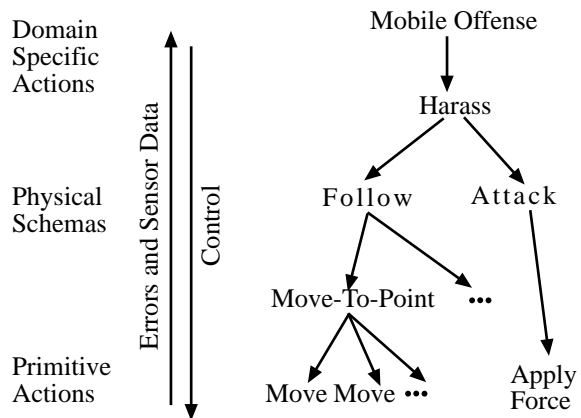 Domain
Specific
Actions
Mobile Offense
Harass
Errors and Sensor Data
Control
Physical
Schemas
Follow
Attack
Move-To-Point
...
Primitive
Actions
Move Move ...
Apply
Force